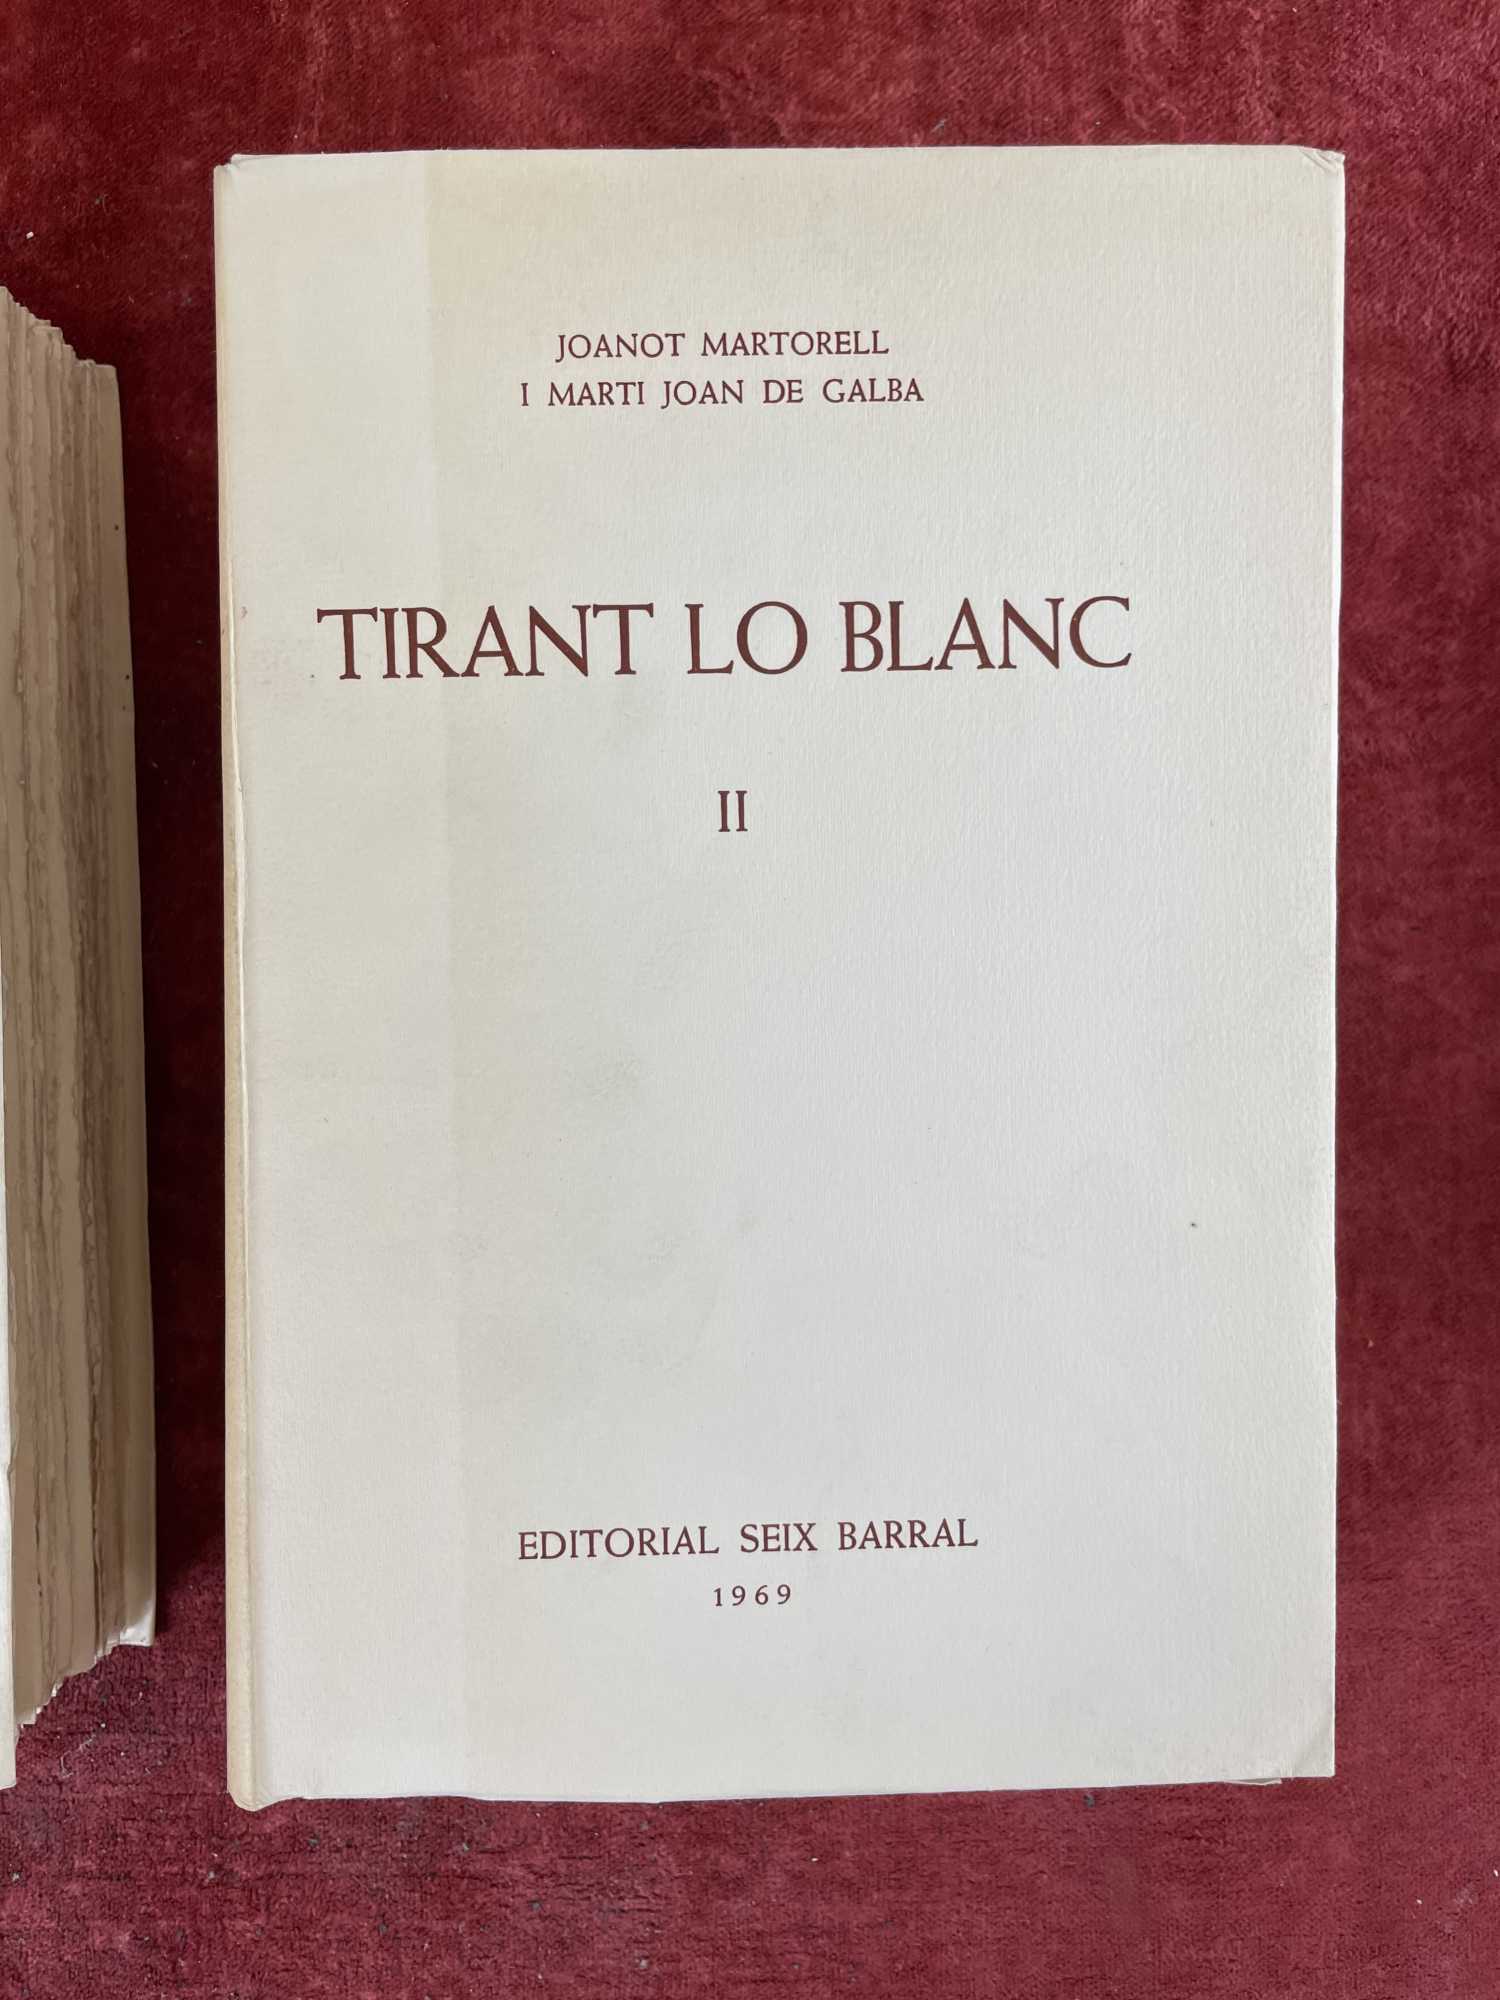 JOANOT MARTORELL
I MARTI JOAN DE GALBA
TIRANT LO BLANC
II
EDITORIAL SEIX BARRAL
1969